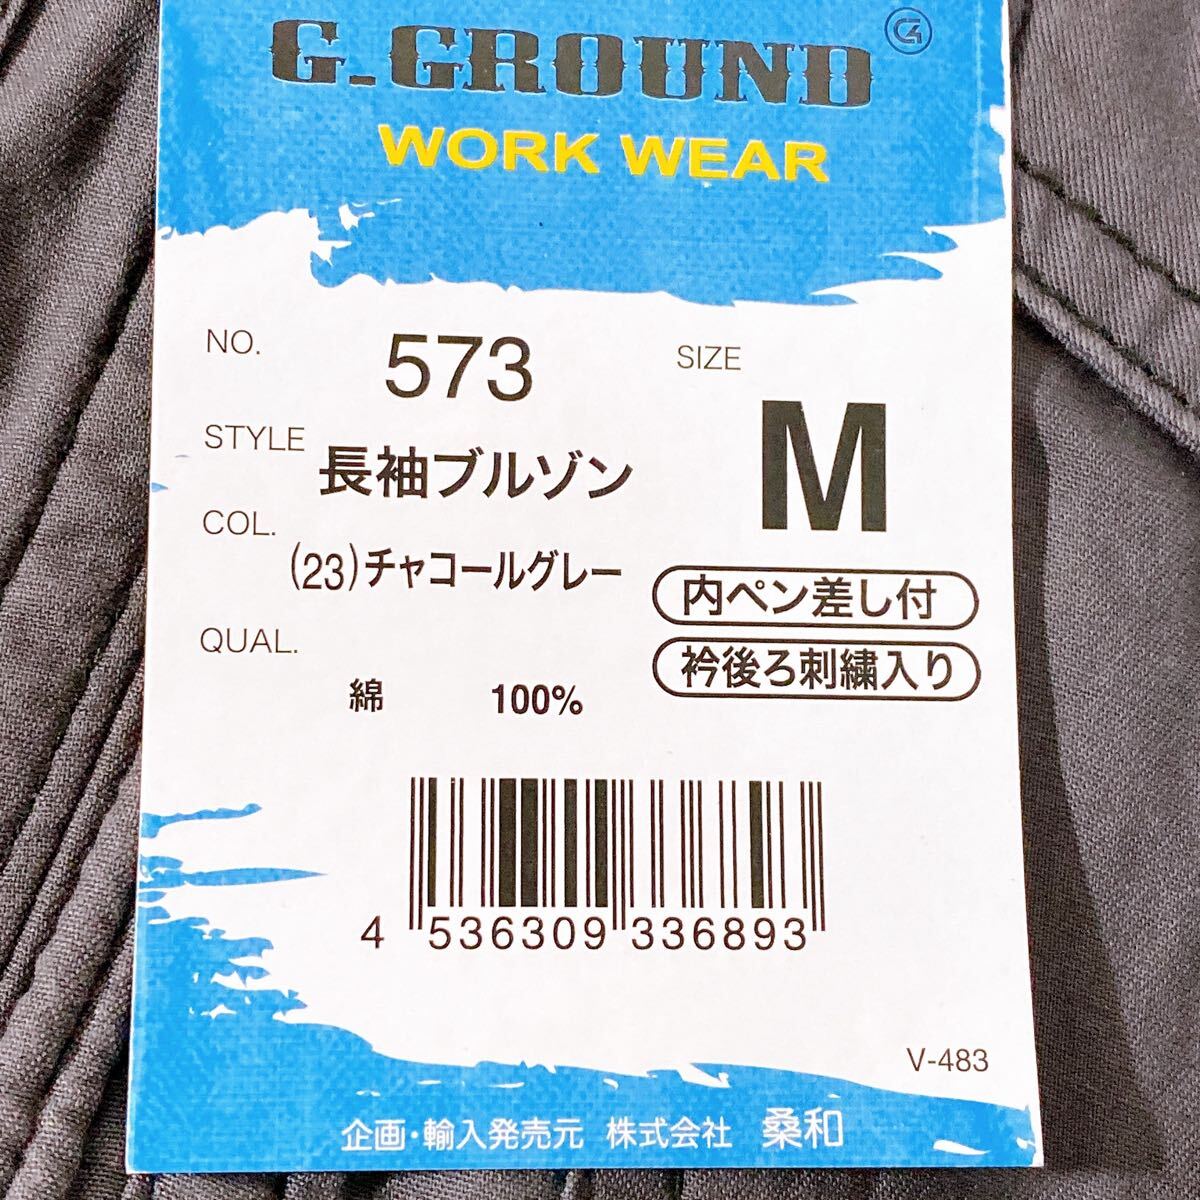 G.GROUND G4
WORK WEAR
NO. 573
SIZE M
STYLE 長袖ブルゾン
COL. (23)チャコールグレー
内ペン差し付
衿後ろ刺繍入り
QUAL.
綿 100%
4 536309 336893
V-483
企画・輸入発売元 株式会社 桑和